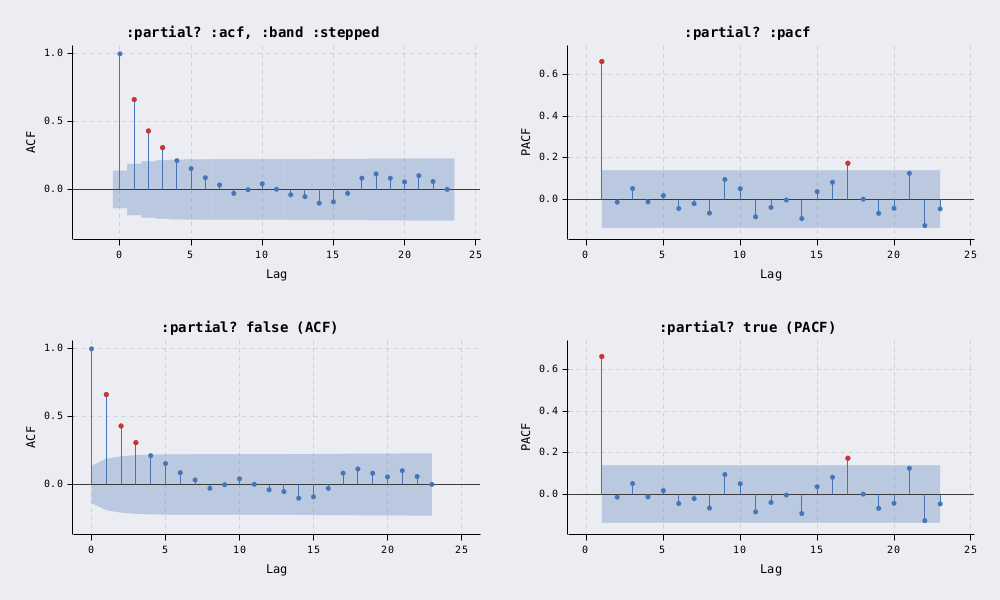 :partial? :acf, :band :stepped
1.0
0.5
0.0
ACF
0 5 10 15 20 25
Lag
:partial? :pacf
0.6
0.4
0.2
0.0
PACF
0 5 10 15 20 25
Lag
:partial? false (ACF)
1.0
0.5
0.0
ACF
0 5 10 15 20 25
Lag
:partial? true (PACF)
0.6
0.4
0.2
0.0
PACF
0 5 10 15 20 25
Lag